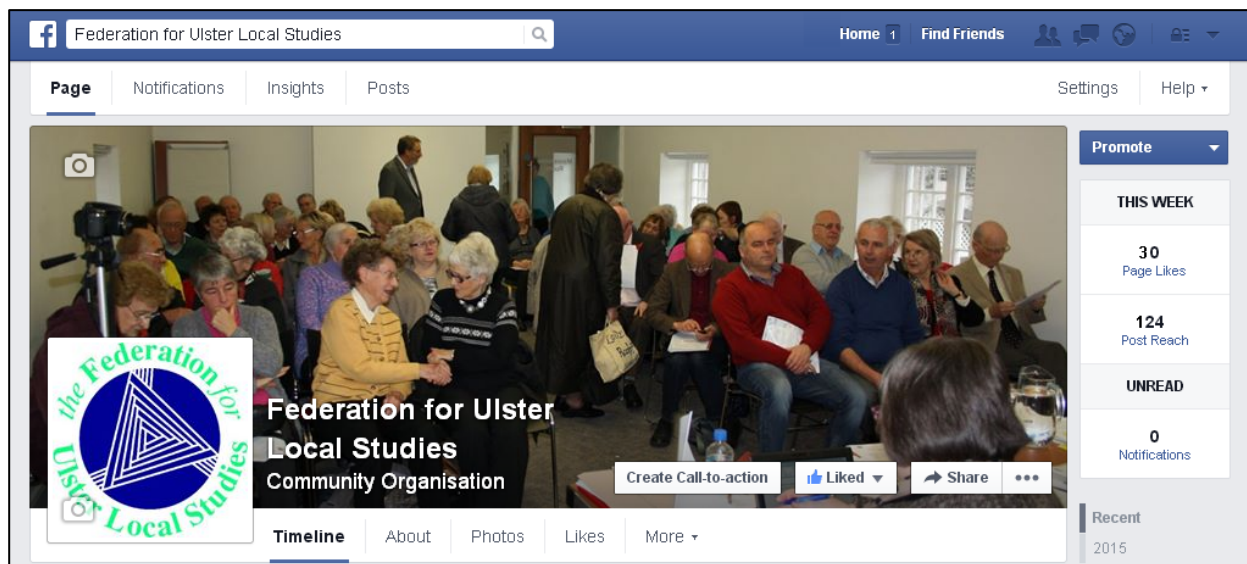 f
Federation for Ulster Local Studies
Home 1 Find Friends
Page Notifications Insights Posts
Settings Help
Promote
THIS WEEK
30
Page Likes
124
Post Reach
UNREAD
0
Notifications
Recent
2015
the Federation for
Ulster Local Studies
Federation for Ulster
Local Studies
Community Organisation
Create Call-to-action Liked Share
Timeline About Photos Likes More